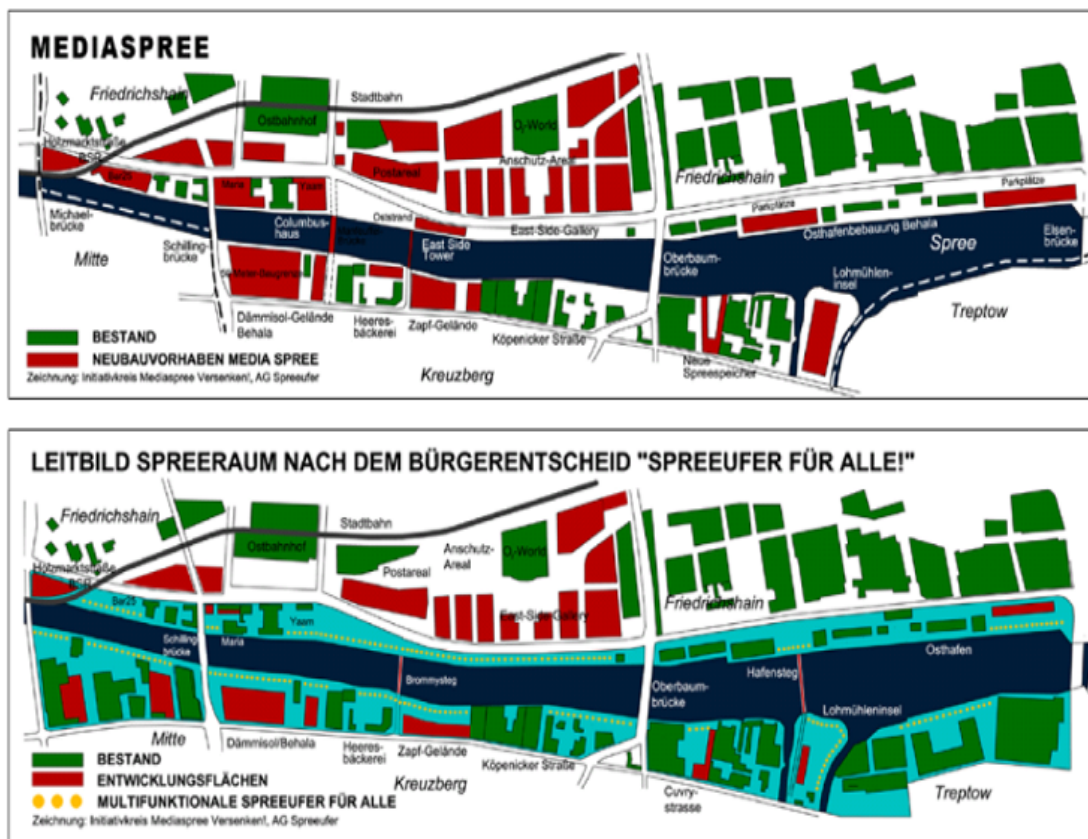 MEDIASPREE
Friedrichshain
Stadtbahn
Ostbahnhof
O₂-World
Holzmarktstraße
BSR
Anschutz-Areal
Bar25
Postareal
Friedrichshain
Maria
Yaam
Parkplätze
Parkplätze
Oststrand
Michael-
brücke
Columbus-
haus
East-Side-Gallery
Osthafenbebauung Behala
Schilling-
brücke
East Side
Tower
Spree
Elsen-
brücke
Mitte
Oberbaum-
brücke
Lohmühlen-
insel
Treptow
Dämmisol-Gelände
Behala
Heeres-
bäckerei
Zapf-Gelände
Köpenicker Straße
Neue
Spreespeicher
Kreuzberg
BESTAND
NEUBAUVORHABEN MEDIA SPREE
Zeichnung: Initiativkreis Mediaspree Versenken!, AG Spreeufer
LEITBILD SPREERAUM NACH DEM BÜRGERENTSCHEID "SPREEUFER FÜR ALLE!"
Friedrichshain
Stadtbahn
Ostbahnhof
Anschutz-
Areal
O₂-World
Holzmarktstraße
BSR
Postareal
Bar25
Friedrichshain
East-Side-Gallery
Yaam
Maria
Schilling-
brücke
Osthafen
Brommysteg
Hafensteg
Oberbaum-
brücke
Lohmühleninsel
Mitte
Dämmisol/Behala
Heeres-
bäckerei
Zapf-Gelände
Köpenicker Straße
Kreuzberg
Cuvry-
strasse
Treptow
BESTAND
ENTWICKLUNGSFLÄCHEN
MULTIFUNKTIONALE SPREEUFER FÜR ALLE
Zeichnung: Initiativkreis Mediaspree Versenken!, AG Spreeufer